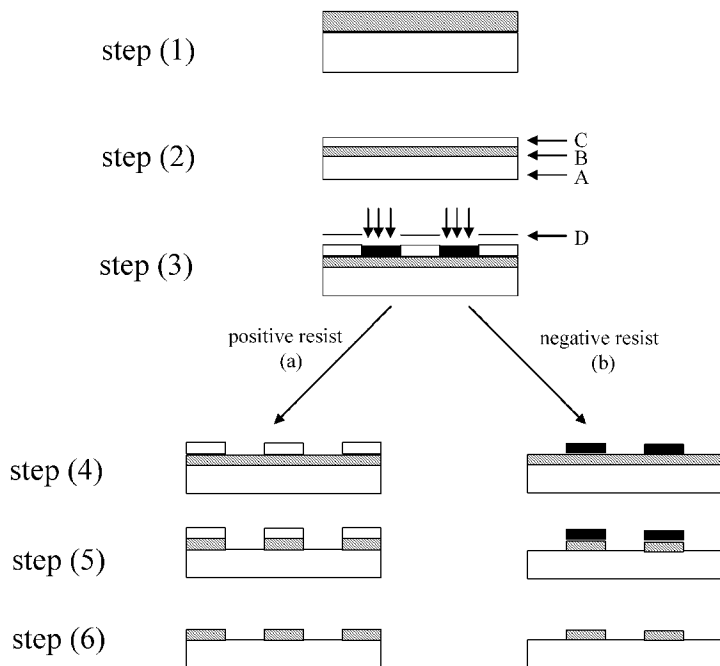 step (1)
step (2)
C
B
A
step (3)
D
positive resist
(a)
negative resist
(b)
step (4)
step (5)
step (6)